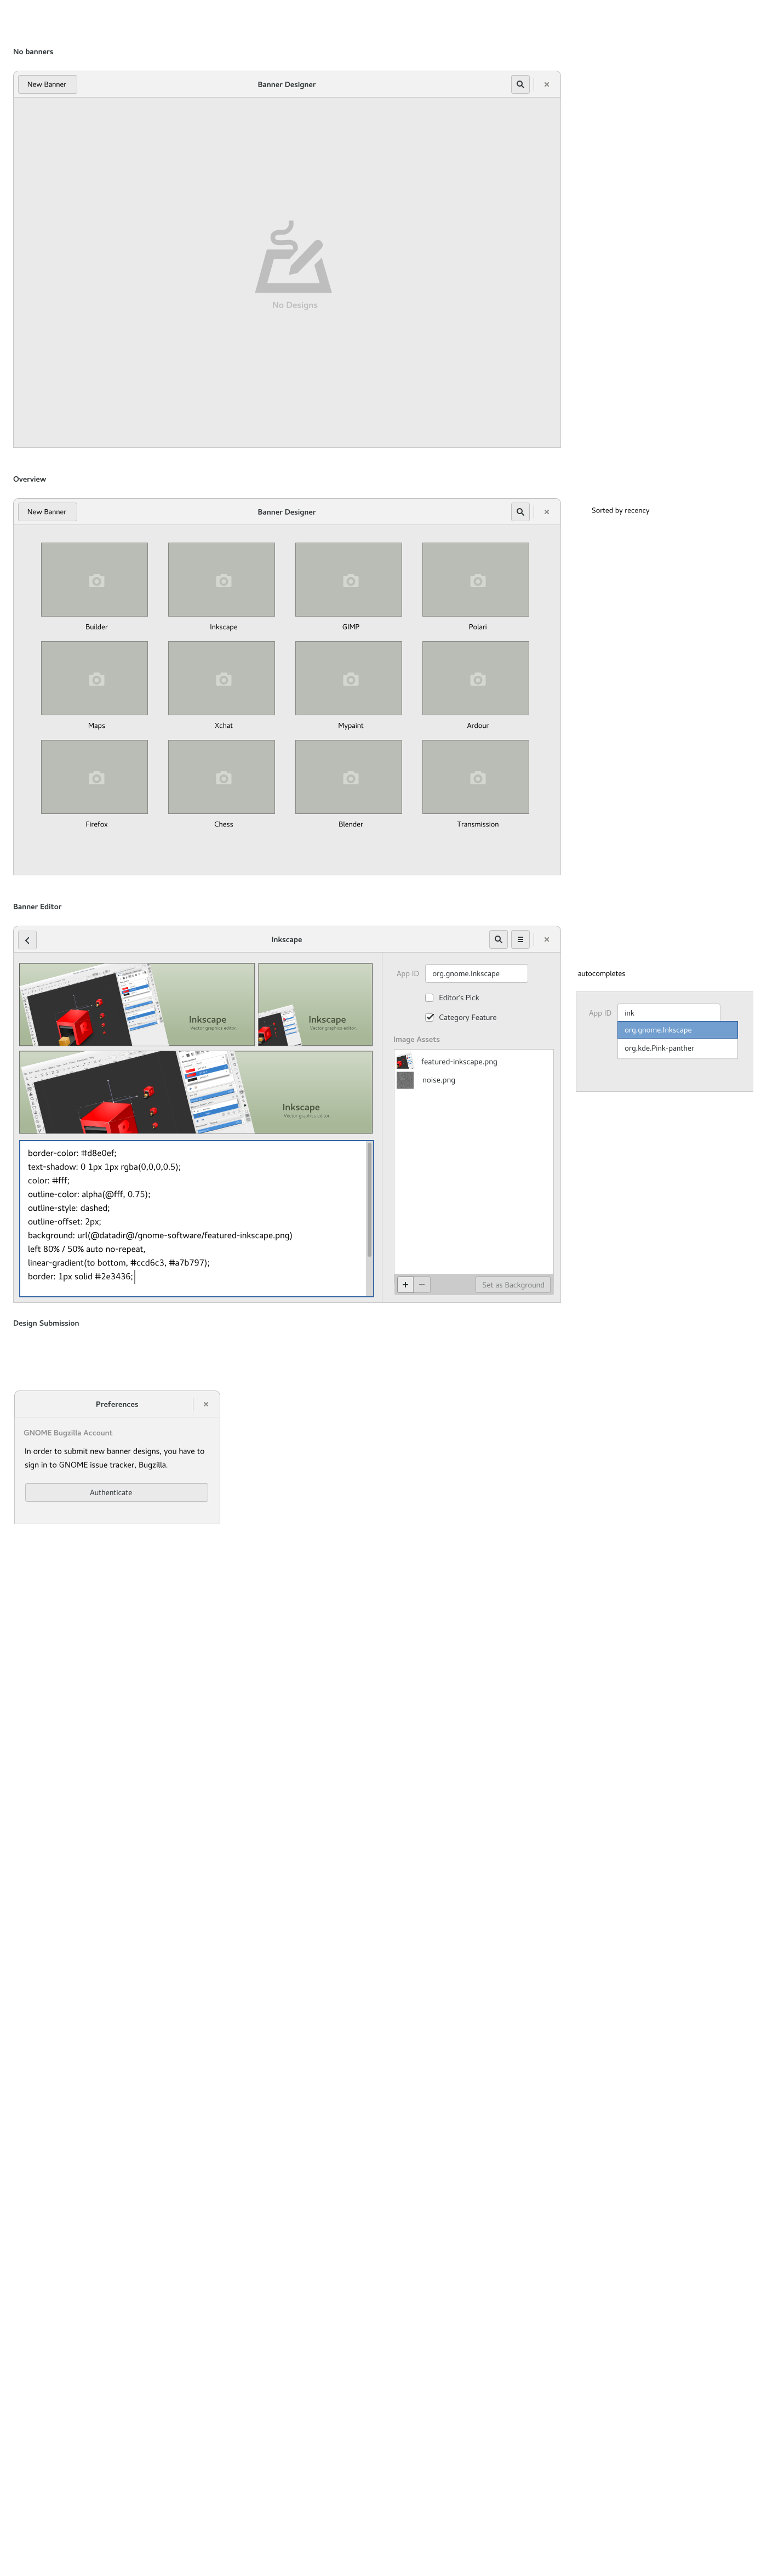 No banners
New Banner
Banner Designer
No Designs
Overview
New Banner
Banner Designer
Sorted by recency
Builder
Inkscape
GIMP
Polari
Maps
Xchat
Mypaint
Ardour
Firefox
Chess
Blender
Transmission
Banner Editor
Inkscape
Inkscape
Vector graphics editor
Inkscape
Vector graphics editor
Inkscape
Vector graphics editor
border-color: #d8e0ef;
text-shadow: 0 1px 1px rgba(0,0,0,0.5);
color: #fff;
outline-color: alpha(@fff, 0.75);
outline-style: dashed;
outline-offset: 2px;
background: url(@datadir@/gnome-software/featured-inkscape.png)
left 80% / 50% auto no-repeat,
linear-gradient(to bottom, #ccd6c3, #a7b797);
border: 1px solid #2e3436;
App ID org.gnome.Inkscape
Editor's Pick
Category Feature
Image Assets
featured-inkscape.png
noise.png
Set as Background
autocompletes
App ID ink
org.gnome.Inkscape
org.kde.Pink-panther
Design Submission
Preferences
GNOME Bugzilla Account
In order to submit new banner designs, you have to
sign in to GNOME issue tracker, Bugzilla.
Authenticate